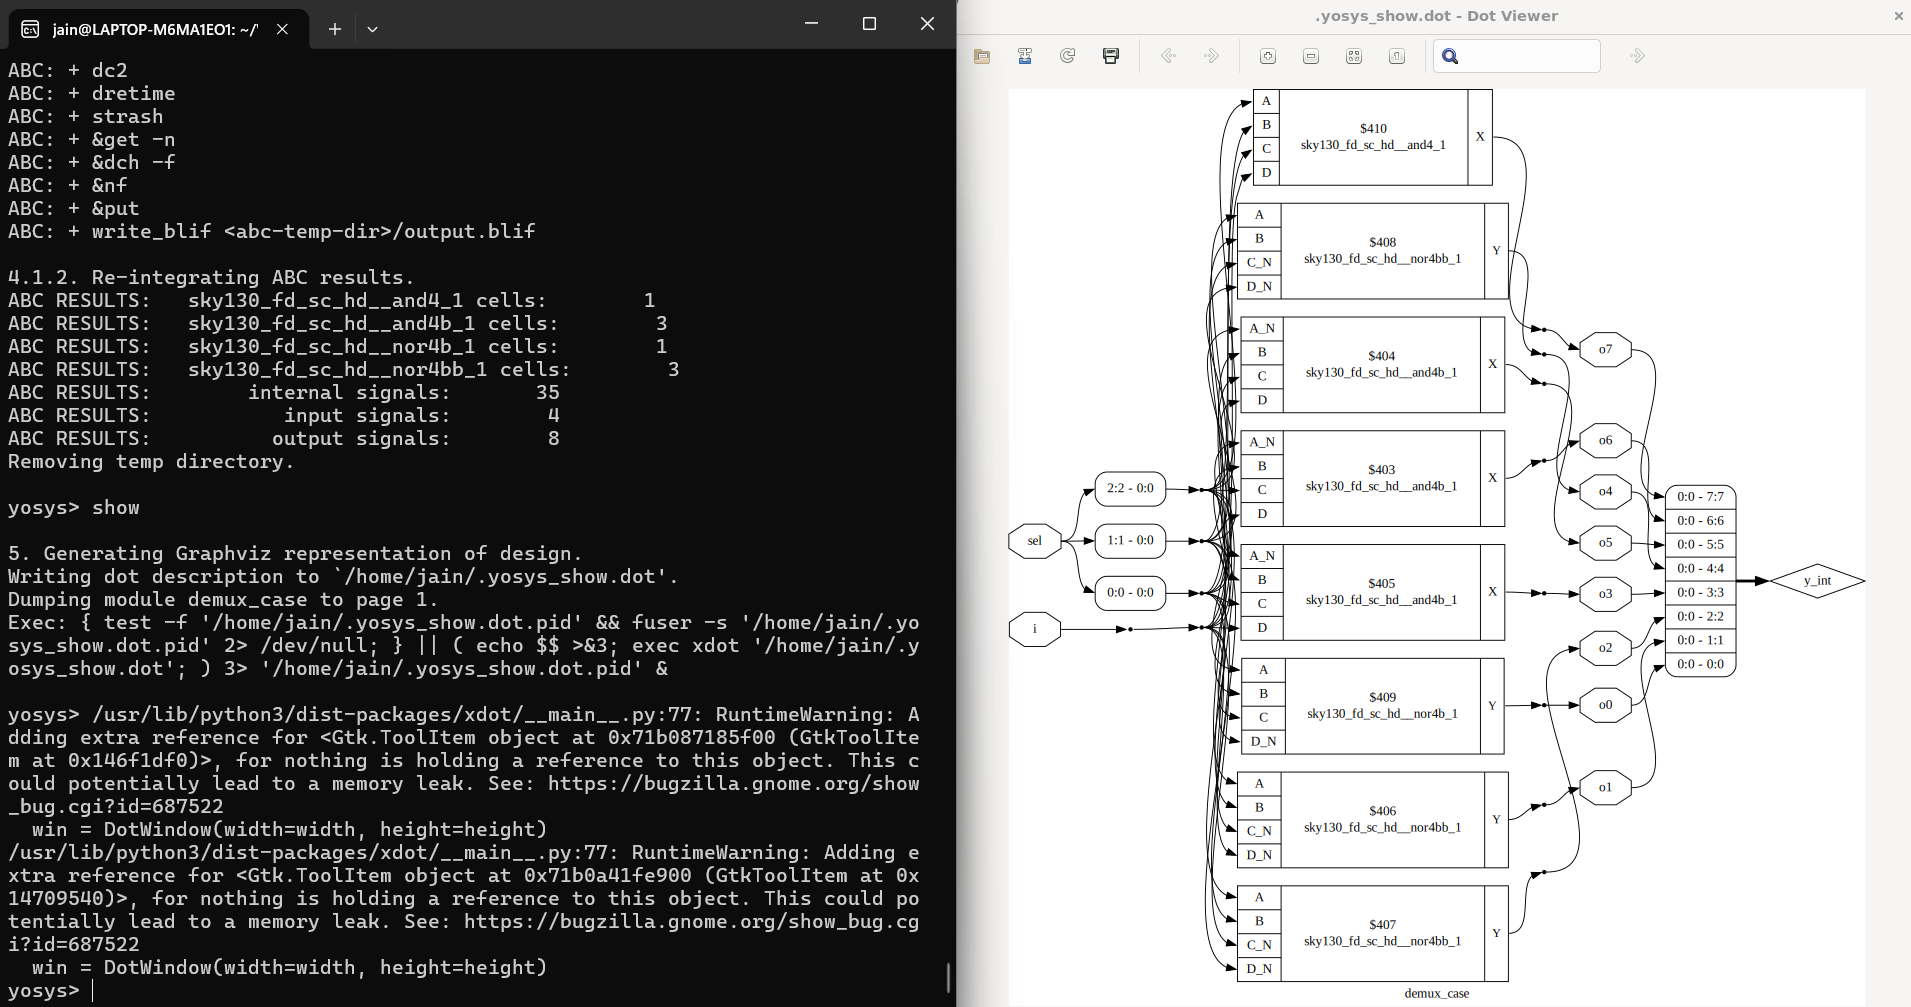 jain@LAPTOP-M6MA1EO1: ~/'
ABC: + dc2
ABC: + dretime
ABC: + strash
ABC: + &get -n
ABC: + &dch -f
ABC: + &nf
ABC: + &put
ABC: + write_blif <abc-temp-dir>/output.blif
4.1.2. Re-integrating ABC results.
ABC RESULTS:   sky130_fd_sc_hd__and4_1 cells:        1
ABC RESULTS:   sky130_fd_sc_hd__and4b_1 cells:        3
ABC RESULTS:   sky130_fd_sc_hd__nor4b_1 cells:        1
ABC RESULTS:   sky130_fd_sc_hd__nor4bb_1 cells:        3
ABC RESULTS:        internal signals:       35
ABC RESULTS:           input signals:        4
ABC RESULTS:          output signals:        8
Removing temp directory.
yosys> show
5. Generating Graphviz representation of design.
Writing dot description to `/home/jain/.yosys_show.dot'.
Dumping module demux_case to page 1.
Exec: { test -f '/home/jain/.yosys_show.dot.pid' && fuser -s '/home/jain/.yo
sys_show.dot.pid' 2> /dev/null; } || ( echo $$ >&3; exec xdot '/home/jain/.y
osys_show.dot'; ) 3> '/home/jain/.yosys_show.dot.pid' &
yosys> /usr/lib/python3/dist-packages/xdot/__main__.py:77: RuntimeWarning: A
dding extra reference for <Gtk.ToolItem object at 0x71b087185f00 (GtkToolIte
m at 0x146f1df0)>, for nothing is holding a reference to this object. This c
ould potentially lead to a memory leak. See: https://bugzilla.gnome.org/show
_bug.cgi?id=687522
  win = DotWindow(width=width, height=height)
/usr/lib/python3/dist-packages/xdot/__main__.py:77: RuntimeWarning: Adding e
xtra reference for <Gtk.ToolItem object at 0x71b0a41fe900 (GtkToolItem at 0x
14709540)>, for nothing is holding a reference to this object. This could po
tentially lead to a memory leak. See: https://bugzilla.gnome.org/show_bug.cg
i?id=687522
  win = DotWindow(width=width, height=height)
yosys>
.yosys_show.dot - Dot Viewer
sel
i
2:2 - 0:0
1:1 - 0:0
0:0 - 0:0
A
B
C
D
$410
sky130_fd_sc_hd__and4_1
X
A
B
C_N
D_N
$408
sky130_fd_sc_hd__nor4bb_1
Y
A_N
B
C
D
$404
sky130_fd_sc_hd__and4b_1
X
A_N
B
C
D
$403
sky130_fd_sc_hd__and4b_1
X
A_N
B
C
D
$405
sky130_fd_sc_hd__and4b_1
X
A
B
C
D_N
$409
sky130_fd_sc_hd__nor4b_1
Y
A
B
C_N
D_N
$406
sky130_fd_sc_hd__nor4bb_1
Y
A
B
C_N
D_N
$407
sky130_fd_sc_hd__nor4bb_1
Y
o7
o6
o4
o5
o3
o2
o0
o1
0:0 - 7:7
0:0 - 6:6
0:0 - 5:5
0:0 - 4:4
0:0 - 3:3
0:0 - 2:2
0:0 - 1:1
0:0 - 0:0
y_int
demux_case